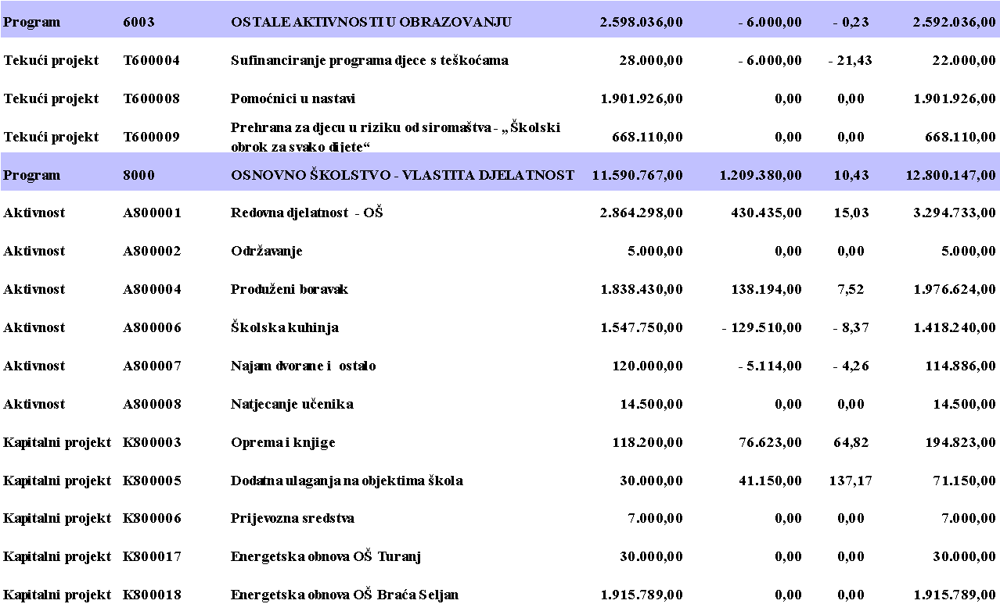 Program 6003 OSTALE AKTIVNOSTI U OBRAZOVANJU 2.598.036,00 - 6.000,00 - 0,23 2.592.036,00
Tekući projekt T600004 Sufinanciranje programa djece s teškoćama 28.000,00 - 6.000,00 - 21,43 22.000,00
Tekući projekt T600008 Pomoćnici u nastavi 1.901.926,00 0,00 0,00 1.901.926,00
Tekući projekt T600009 Prehrana za djecu u riziku od siromaštva - „Školski
obrok za svako dijete“ 668.110,00 0,00 0,00 668.110,00
Program 8000 OSNOVNO ŠKOLSTVO - VLASTITA DJELATNOST 11.590.767,00 1.209.380,00 10,43 12.800.147,00
Aktivnost A800001 Redovna djelatnost - OŠ 2.864.298,00 430.435,00 15,03 3.294.733,00
Aktivnost A800002 Održavanje 5.000,00 0,00 0,00 5.000,00
Aktivnost A800004 Produženi boravak 1.838.430,00 138.194,00 7,52 1.976.624,00
Aktivnost A800006 Školska kuhinja 1.547.750,00 - 129.510,00 - 8,37 1.418.240,00
Aktivnost A800007 Najam dvorane i ostalo 120.000,00 - 5.114,00 - 4,26 114.886,00
Aktivnost A800008 Natjecanje učenika 14.500,00 0,00 0,00 14.500,00
Kapitalni projekt K800003 Oprema i knjige 118.200,00 76.623,00 64,82 194.823,00
Kapitalni projekt K800005 Dodatna ulaganja na objektima škola 30.000,00 41.150,00 137,17 71.150,00
Kapitalni projekt K800006 Prijevozna sredstva 7.000,00 0,00 0,00 7.000,00
Kapitalni projekt K800017 Energetska obnova OŠ Turanj 30.000,00 0,00 0,00 30.000,00
Kapitalni projekt K800018 Energetska obnova OŠ Braća Seljan 1.915.789,00 0,00 0,00 1.915.789,00